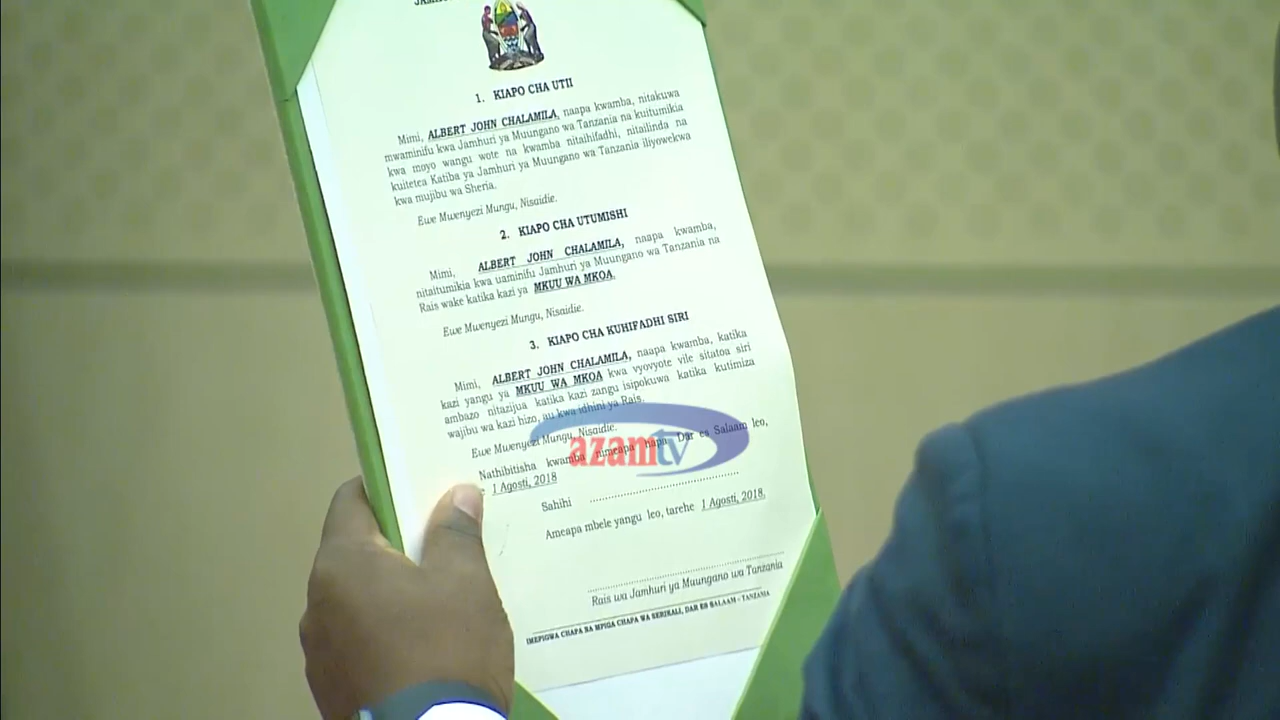 1. KIAPO CHA UTII
Mimi, ALBERT JOHN CHALAMILA, naapa kwamba, nitakuwa
mwaminifu kwa Jamhuri ya Muungano wa Tanzania na kuitumikia
kwa moyo wangu wote na kwamba nitaihifadhi, nitailinda na
kuitetea Katiba ya Jamhuri ya Muungano wa Tanzania iliyowekwa
kwa mujibu wa Sheria.
Ewe Mwenyezi Mungu, Nisaidie.
2. KIAPO CHA UTUMISHI
Mimi, ALBERT JOHN CHALAMILA, naapa kwamba,
nitaitumikia kwa uaminifu Jamhuri ya Muungano wa Tanzania na
Rais wake katika kazi ya MKUU WA MKOA.
Ewe Mwenyezi Mungu, Nisaidie.
3. KIAPO CHA KUHIFADHI SIRI
Mimi, ALBERT JOHN CHALAMILA, naapa kwamba, katika
kazi yangu ya MKUU WA MKOA kwa vyovyote vile sitatoa siri
ambazo nitazijua katika kazi zangu isipokuwa katika kutimiza
wajibu wa kazi hizo, au kwa idhini ya Rais.
Ewe Mwenyezi Mungu, Nisaidie.
azamtv
Nathibitisha kwamba nimeapa hapa Dar es Salaam leo,
1 Agosti, 2018
Sahihi ........................................
Ameapa mbele yangu leo, tarehe 1 Agosti, 2018.
........................................
Rais wa Jamhuri ya Muungano wa Tanzania
IMEPIGWA CHAPA NA MPIGA CHAPA WA SERIKALI, DAR ES SALAAM – TANZANIA